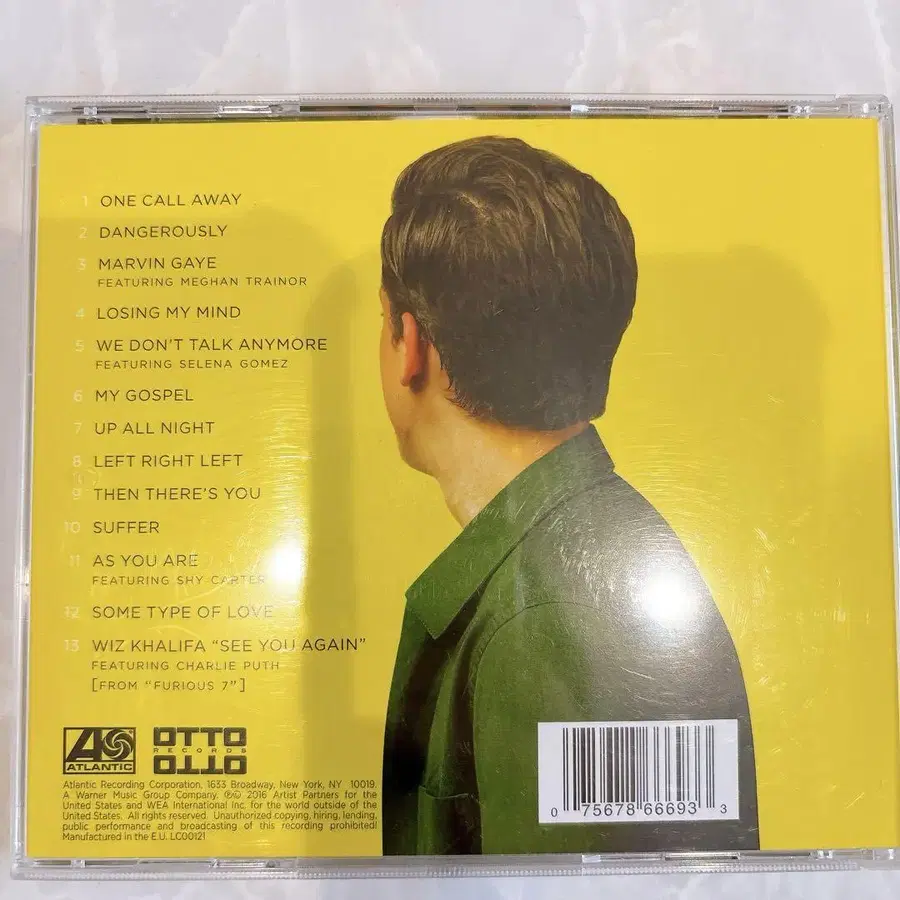 1 ONE CALL AWAY
2 DANGEROUSLY
3 MARVIN GAYE
FEATURING MEGHAN TRAINOR
4 LOSING MY MIND
5 WE DON'T TALK ANYMORE
FEATURING SELENA GOMEZ
6 MY GOSPEL
7 UP ALL NIGHT
8 LEFT RIGHT LEFT
9 THEN THERE'S YOU
10 SUFFER
11 AS YOU ARE
FEATURING SHY CARTER
12 SOME TYPE OF LOVE
13 WIZ KHALIFA "SEE YOU AGAIN"
FEATURING CHARLIE PUTH
[FROM "FURIOUS 7"]
A ATLANTIC
OTTO
RECORDS
OTTO
Atlantic Recording Corporation, 1633 Broadway, New York, NY 10019.
A Warner Music Group Company. ℗© 2016 Artist Partners for the
United States and WEA International Inc. for the world outside of the
United States. All rights reserved. Unauthorized copying, hiring, lending,
public performance and broadcasting of this recording prohibited!
Manufactured in the E.U. LC00121
0 75678 66693 3